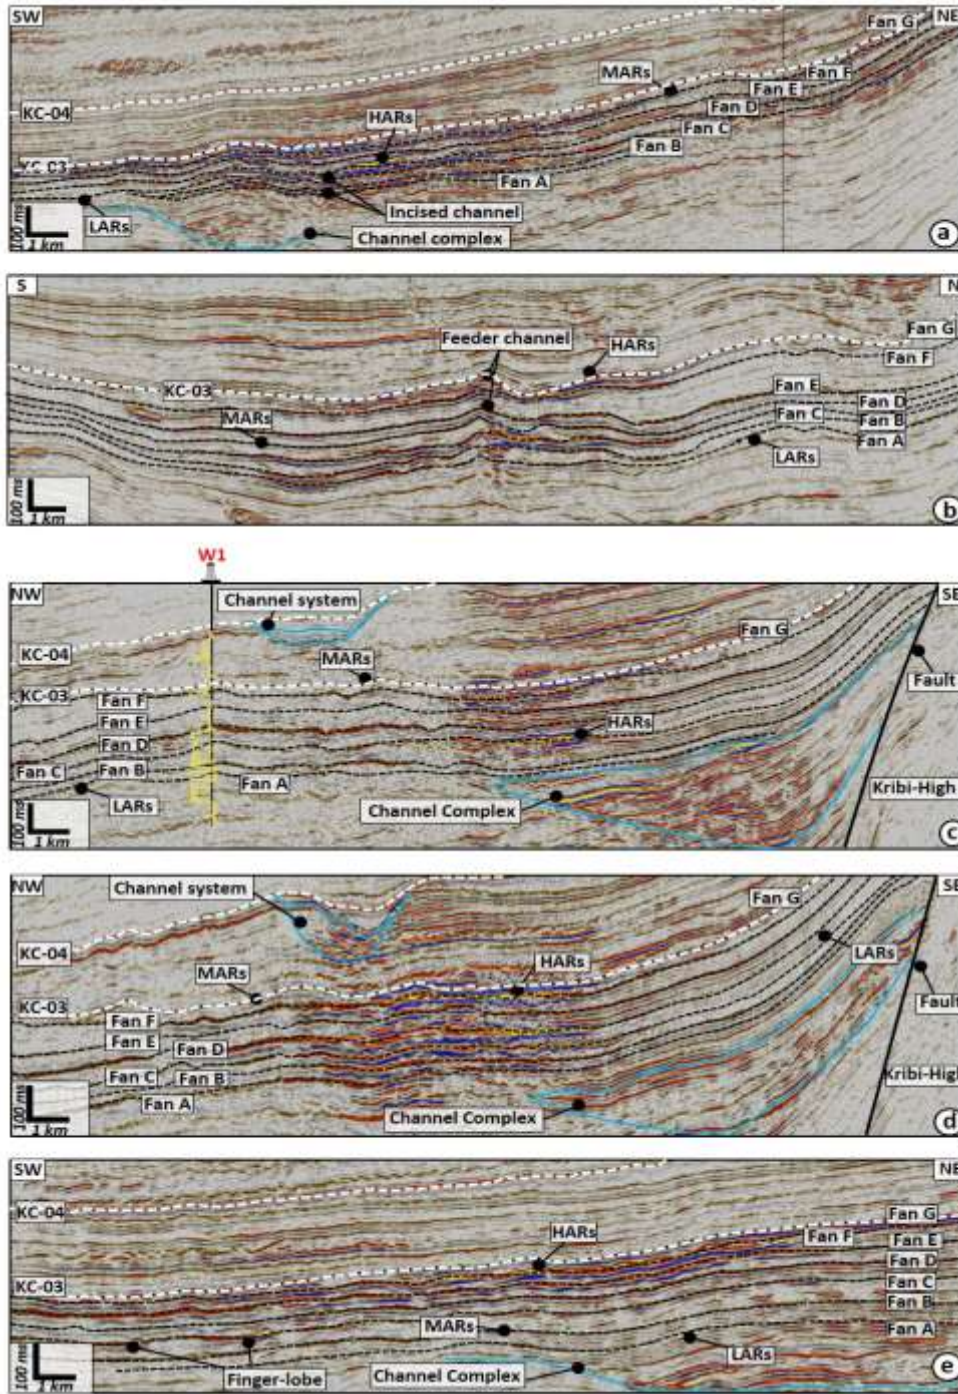 SW
NE
Fan G
Fan F
MARs
Fan E
Fan D
KC-04
HARs
Fan C
Fan B
KC-03
Fan A
Incised channel
LARs
Channel complex
100 ms
1 km
a
S
N
Fan G
Feeder channel
HARs
Fan F
KC-03
Fan E
Fan D
MARs
Fan C
Fan B
Fan A
LARs
100 ms
1 km
b
W1
NW
SE
Channel system
Fan G
KC-04
MARs
Fault
KC-03
Fan F
Fan E
HARs
Fan D
Fan C
Fan B
Fan A
Kribi-High
LARs
Channel Complex
100 ms
1 km
c
NW
SE
Channel system
Fan G
KC-04
LARs
HARs
MARs
Fault
KC-03
Fan F
Fan E
Fan D
Fan C
Fan B
Kribi-High
Fan A
Channel Complex
100 ms
1 km
d
SW
NE
KC-04
Fan G
HARs
Fan F
Fan E
Fan D
KC-03
Fan C
Fan B
MARs
Fan A
LARs
Finger-lobe
Channel Complex
100 ms
1 km
e